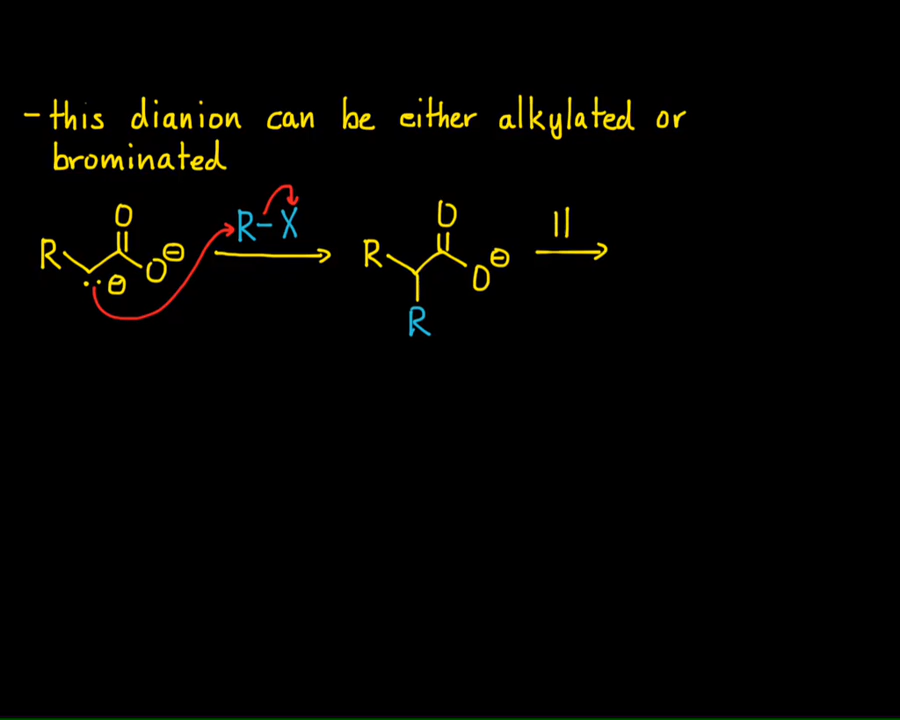 - this dianion can be either alkylated or
brominated
O R-X O ||
R O⊖ R O⊖
:⊖
R